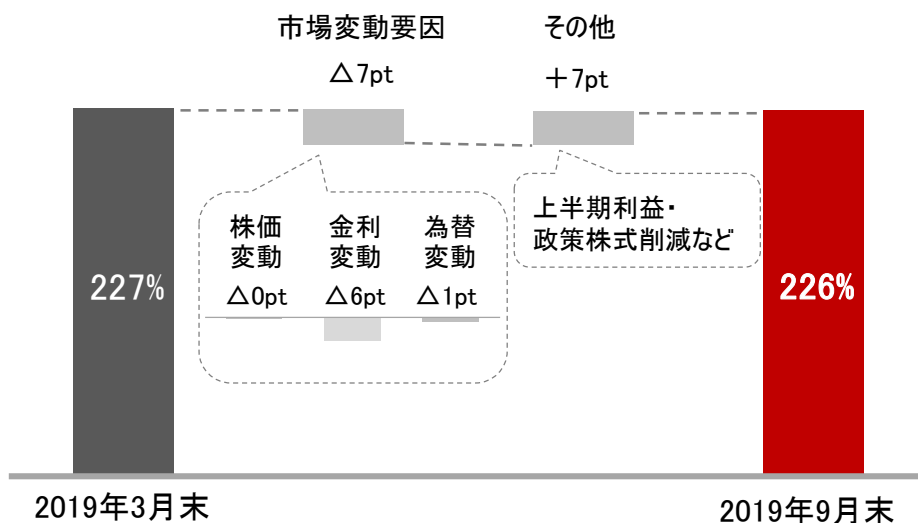 市場変動要因
△7pt
その他
＋7pt
株価
変動
△0pt
金利
変動
△6pt
為替
変動
△1pt
上半期利益・
政策株式削減など
227%
226%
2019年3月末
2019年9月末